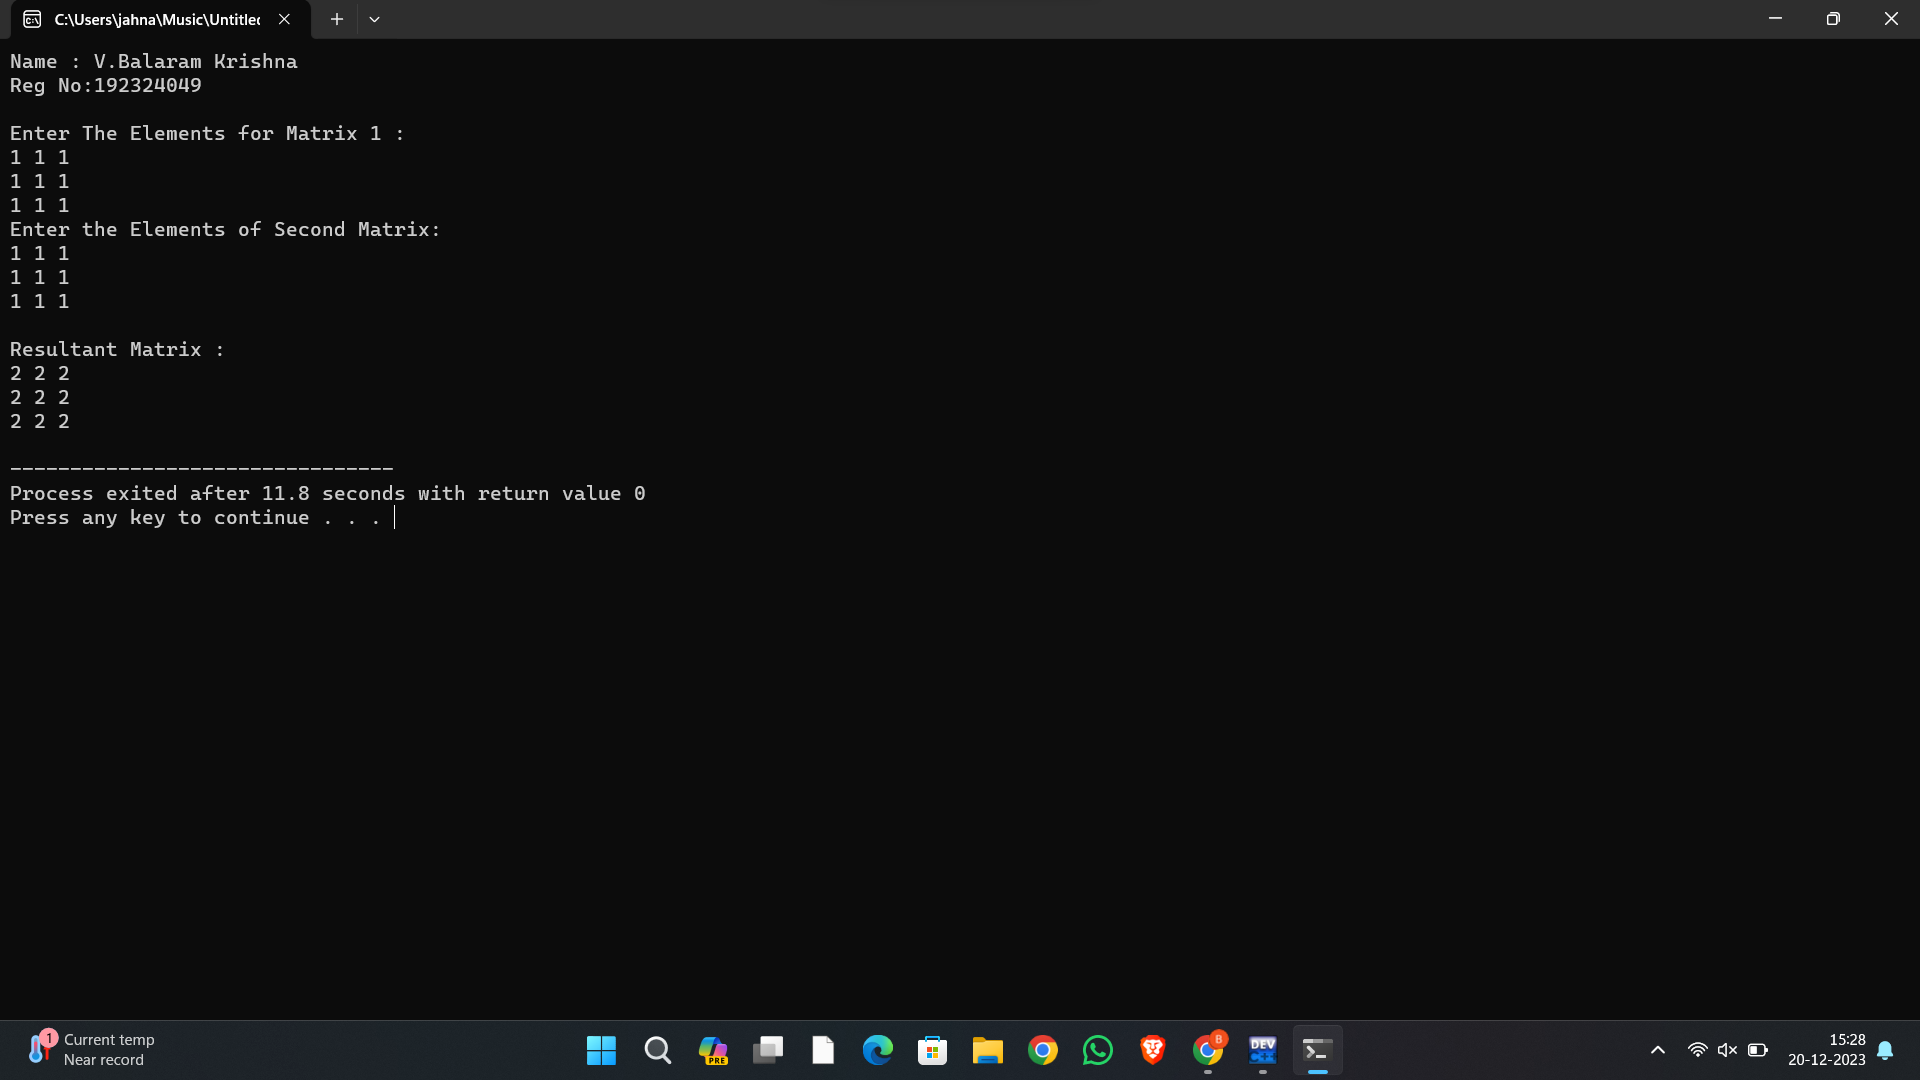 C:\Users\jahna\Music\Untitled
Name : V.Balaram Krishna
Reg No:192324049
Enter The Elements for Matrix 1 :
1 1 1
1 1 1
1 1 1
Enter the Elements of Second Matrix:
1 1 1
1 1 1
1 1 1
Resultant Matrix :
2 2 2
2 2 2
2 2 2
--------------------------------
Process exited after 11.8 seconds with return value 0
Press any key to continue . . .
1
Current temp
Near record
PRE
B
DEV
C++
15:28
20-12-2023